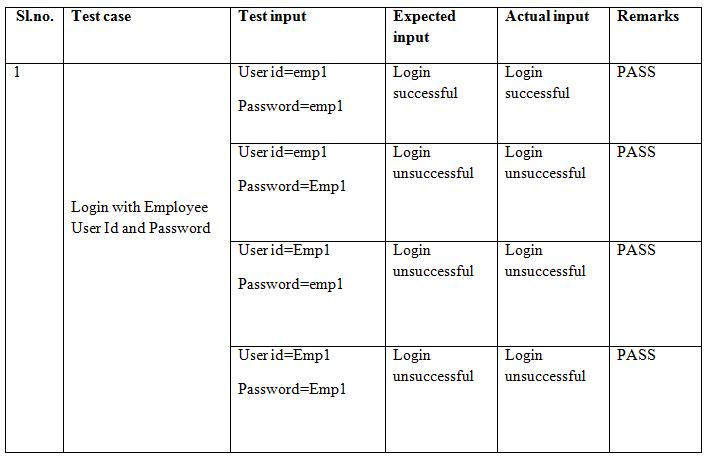 Sl.no. Test case Test input Expected Actual input Remarks
input
1 User id=emp1 Login Login PASS
successful successful
Password=emp1
User id=emp1 Login Login PASS
unsuccessful unsuccessful
Password=Emp1
Login with Employee
User Id and Password
User id=Emp1 Login Login PASS
unsuccessful unsuccessful
Password=emp1
User id=Emp1 Login Login PASS
unsuccessful unsuccessful
Password=Emp1